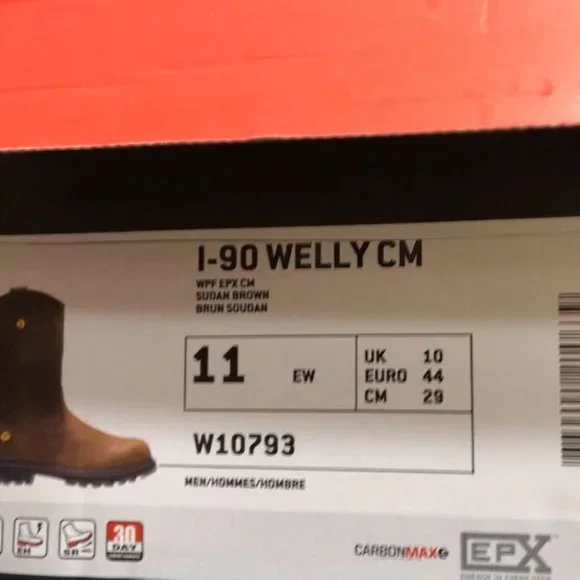 I-90 WELLY CM
WPF EPX CM
SUDAN BROWN
BRUN SOUDAN
11 EW
UK 10
EURO 44
CM 29
W10793
MEN/HOMMES/HOMBRE
EH
SR
30
DAY
CARBONMAX
EPX